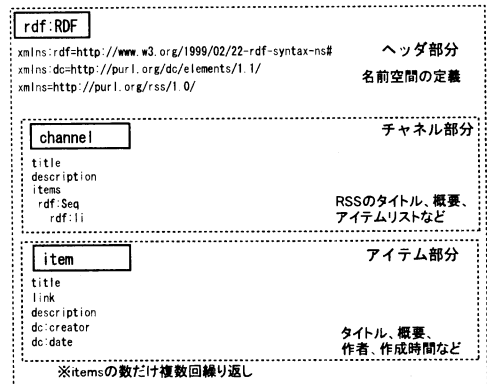 rdf:RDF
xmlns:rdf=http://www.w3.org/1999/02/22-rdf-syntax-ns#
xmlns:dc=http://purl.org/dc/elements/1.1/
xmlns=http://purl.org/rss/1.0/
ヘッダ部分
名前空間の定義
channel
チャネル部分
title
description
items
rdf:Seq
rdf:li
RSSのタイトル、概要、
アイテムリストなど
item
アイテム部分
title
link
description
dc:creator
dc:date
タイトル、概要、
作者、作成時間など
※itemsの数だけ複数回繰り返し